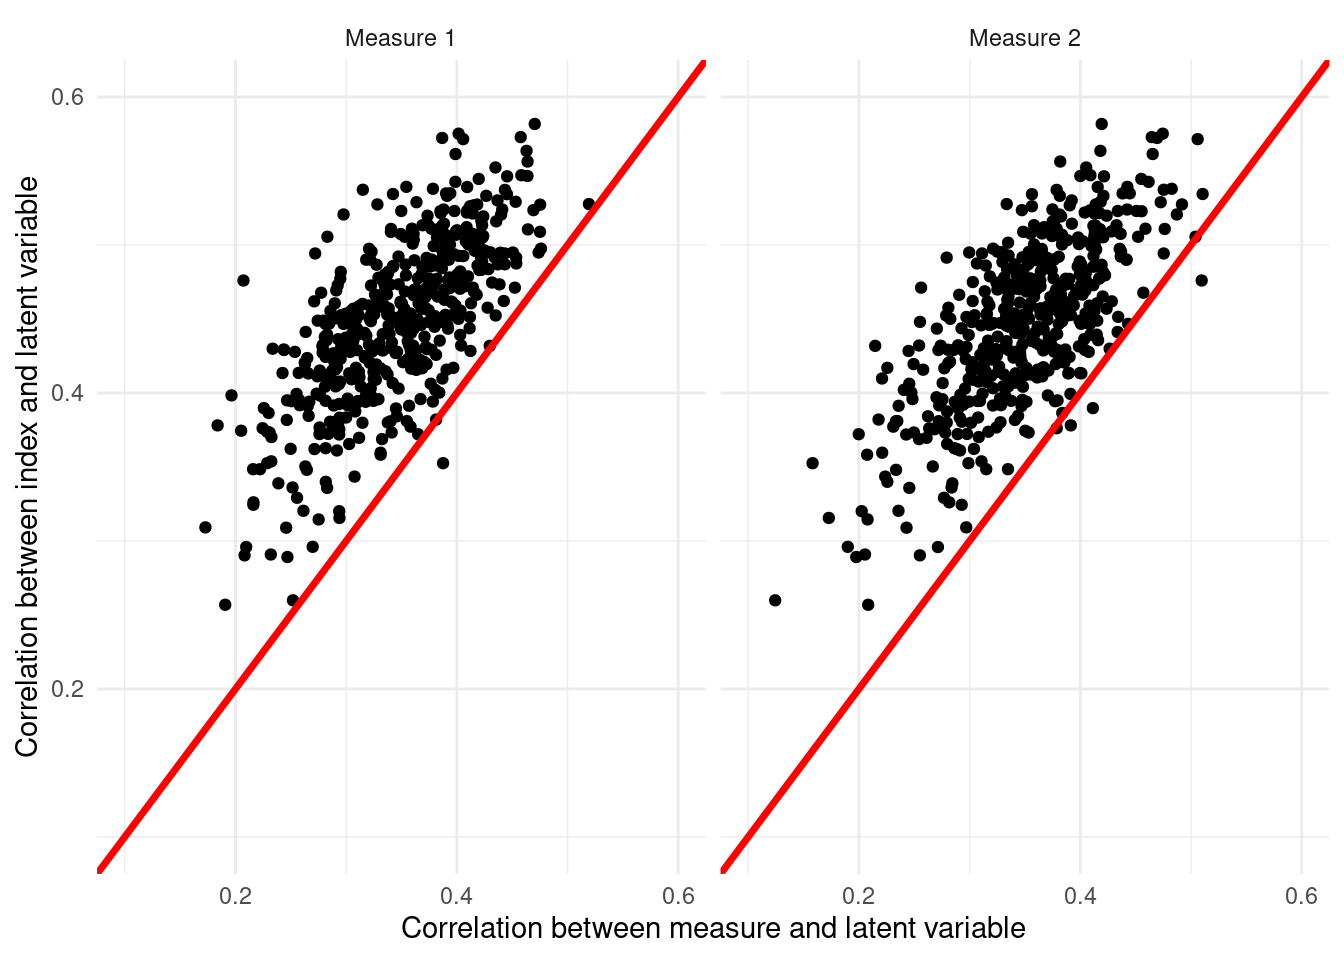 Measure 1
Measure 2
Correlation between index and latent variable
0.6
0.4
0.2
0.2
0.4
0.6
0.2
0.4
0.6
Correlation between measure and latent variable